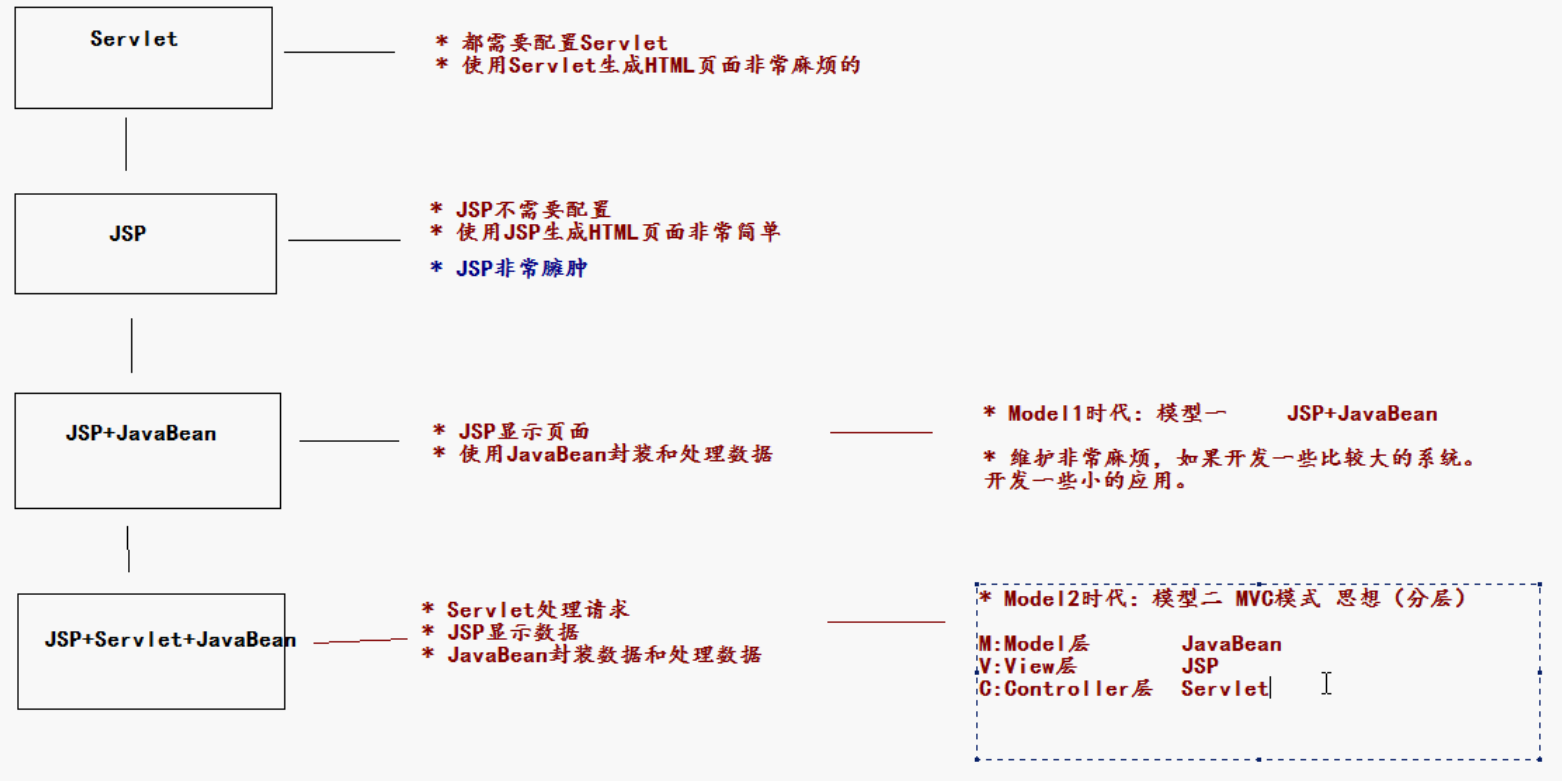 Servlet
* 都需要配置Servlet
* 使用Servlet生成HTML页面非常麻烦的
JSP
* JSP不需要配置
* 使用JSP生成HTML页面非常简单
* JSP非常臃肿
JSP+JavaBean
* JSP显示页面
* 使用JavaBean封装和处理数据
* Model1时代：模型一 JSP+JavaBean
* 维护非常麻烦，如果开发一些比较大的系统。
开发一些小的应用。
JSP+Servlet+JavaBean
* Servlet处理请求
* JSP显示数据
* JavaBean封装数据和处理数据
* Model2时代：模型二 MVC模式 思想（分层）
M:Model层 JavaBean
V:View层 JSP
C:Controller层 Servlet